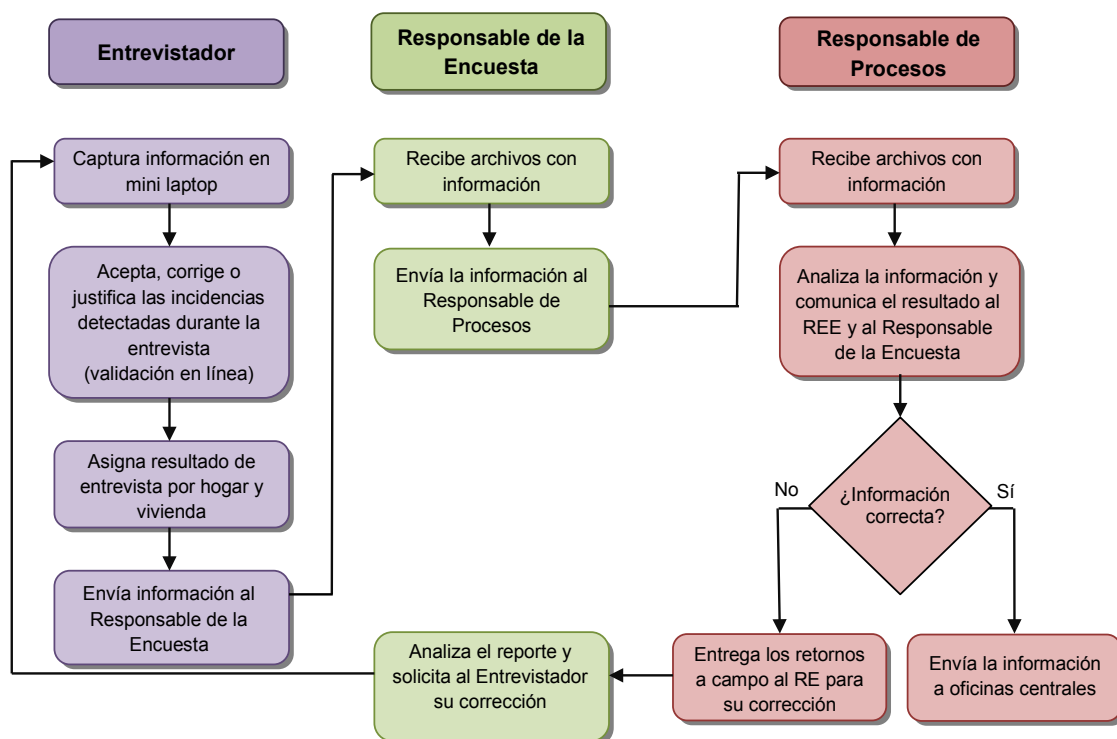 Entrevistador
Responsable de la
Encuesta
Responsable de
Procesos
Captura información en
mini laptop
Acepta, corrige o
justifica las incidencias
detectadas durante la
entrevista
(validación en línea)
Asigna resultado de
entrevista por hogar y
vivienda
Envía información al
Responsable de la
Encuesta
Recibe archivos con
información
Envía la información al
Responsable de
Procesos
Recibe archivos con
información
Analiza la información y
comunica el resultado al
REE y al Responsable
de la Encuesta
¿Información
correcta?
No
Sí
Analiza el reporte y
solicita al Entrevistador
su corrección
Entrega los retornos
a campo al RE para
su corrección
Envía la información
a oficinas centrales